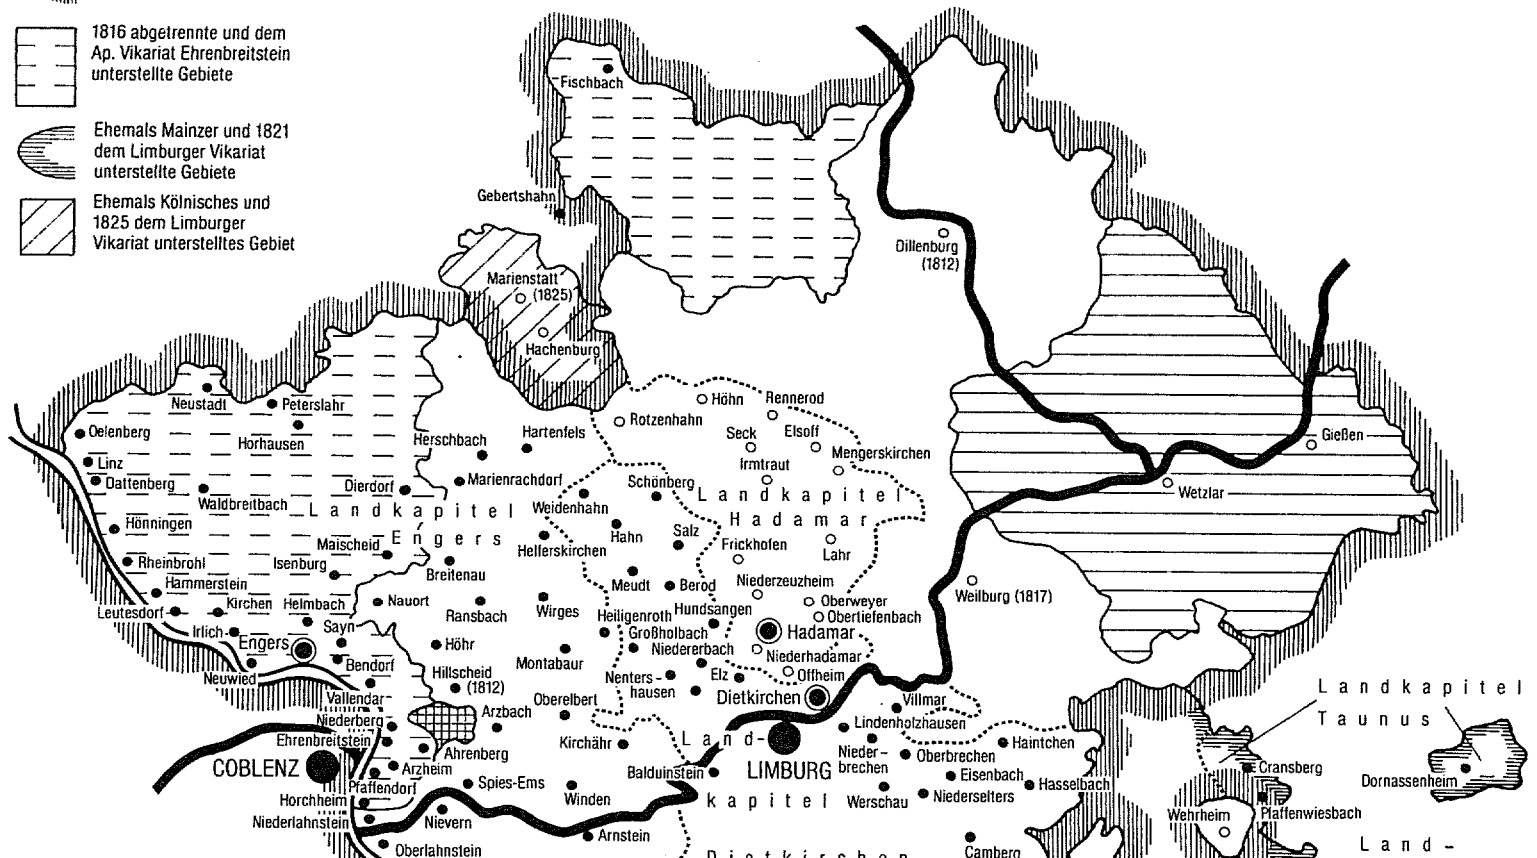 1816 abgetrennte und dem
Ap. Vikariat Ehrenbreitstein
unterstellte Gebiete
Ehemals Mainzer und 1821
dem Limburger Vikariat
unterstellte Gebiete
Ehemals Kölnisches und
1825 dem Limburger
Vikariat unterstelltes Gebiet
Fischbach
Gebertshahn
Dillenburg
(1812)
Marienstatt
(1825)
Hachenburg
Neustadt
Peterslahr
Horhausen
Höhn
Rennerod
Rotzenhahn
Oelenberg
Herschbach
Hartenfels
Seck
Elsoff
Gießen
Mengerskirchen
Linz
Irmtraut
Dattenberg
Dierdorf
Marienrachdorf
Schönberg
Wetzlar
Waldbreitbach
Landkapitel
Engers
Weidenhahn
Landkapitel
Hadamar
Hönningen
Hahn
Salz
Maischeid
Helferskirchen
Frickhofen
Lahr
Rheinbrohl
Isenburg
Breitenau
Hammerstein
Meudt
Berod
Niederzeuzheim
Weilburg (1817)
Leutesdorf
Kirchen
Helmbach
Nauort
Ransbach
Wirges
Heiligenroth
Hundsangen
Oberweyer
Obertiefenbach
Irlich
Sayn
Großholbach
Hadamar
Engers
Höhr
Niedererbach
Niederhadamar
Neuwied
Bendorf
Montabaur
Hillscheid
(1812)
Nenters-
hausen
Elz
Offheim
Vallendar
Oberelbert
Dietkirchen
Villmar
Landkapitel
Taunus
Niederberg
Arzbach
Lindenholzhausen
Ehrenbreitstein
Ahrenberg
Kirchähr
Land-
Nieder-
brechen
Oberbrechen
Haintchen
COBLENZ
Arzheim
LIMBURG
Balduinstein
Cransberg
Dornassenheim
Pfaffendorf
Spies-Ems
Winden
Eisenbach
Hasselbach
Horchheim
kapitel
Werschau
Niederselters
Pfaffenwiesbach
Wehrheim
Niederlahnstein
Nievern
Arnstein
Oberlahnstein
Dietkirchen
Camberg
Land-